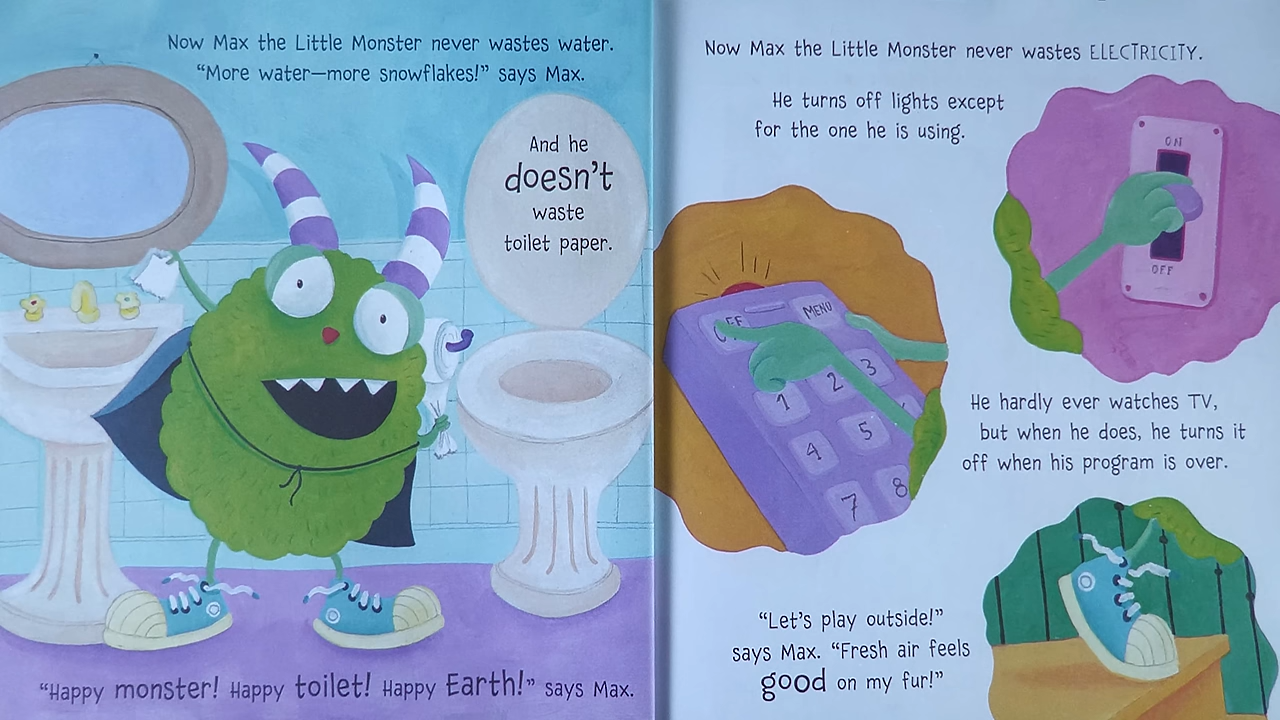 Now Max the Little Monster never wastes water.
“More water—more snowflakes!” says Max.
And he
doesn’t
waste
toilet paper.
“Happy monster! Happy toilet! Happy Earth!” says Max.
Now Max the Little Monster never wastes ELECTRICITY.
He turns off lights except
for the one he is using.
ON
OFF
OFF
MENU
1 2 3
4 5
7 8
He hardly ever watches TV,
but when he does, he turns it
off when his program is over.
“Let’s play outside!”
says Max. “Fresh air feels
good on my fur!”